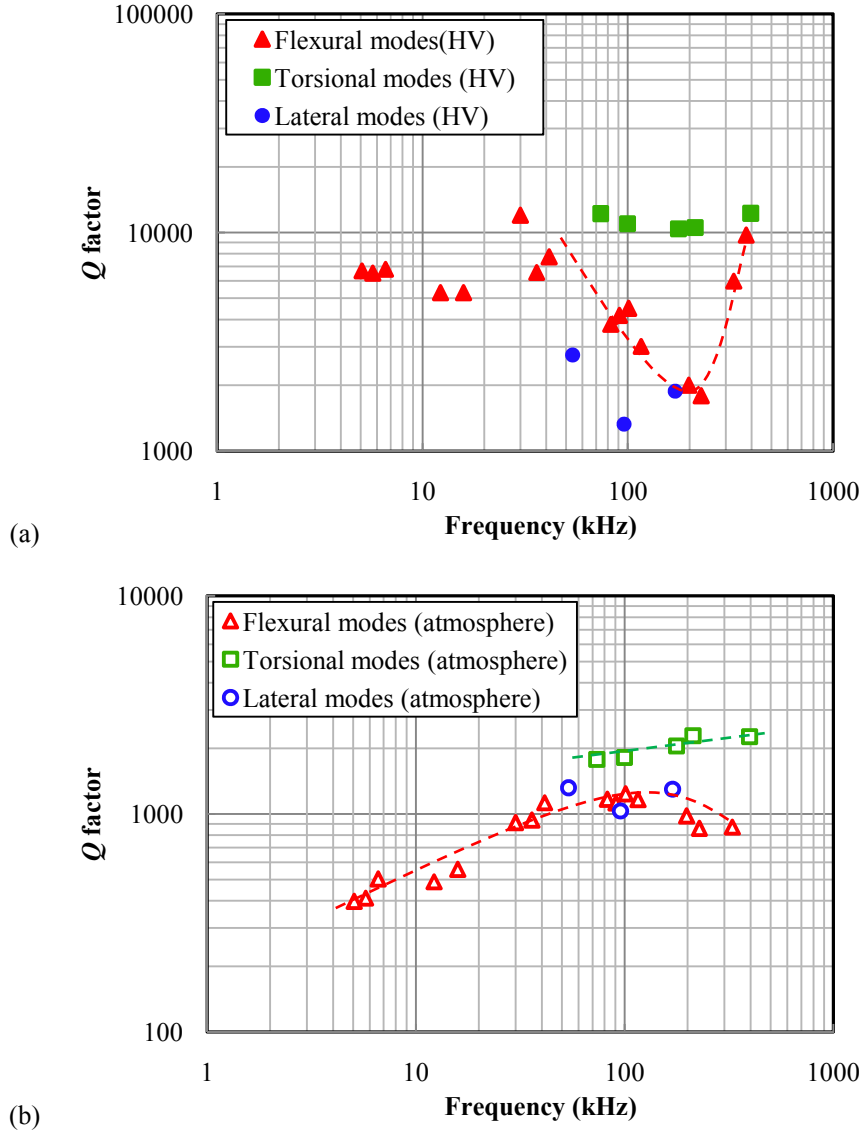 100000
Flexural modes(HV)
Torsional modes (HV)
Lateral modes (HV)
10000
Q factor
1000
1 10 100 1000
Frequency (kHz)
(a)
10000
Flexural modes (atmosphere)
Torsional modes (atmosphere)
Lateral modes (atmosphere)
1000
Q factor
100
1 10 100 1000
Frequency (kHz)
(b)